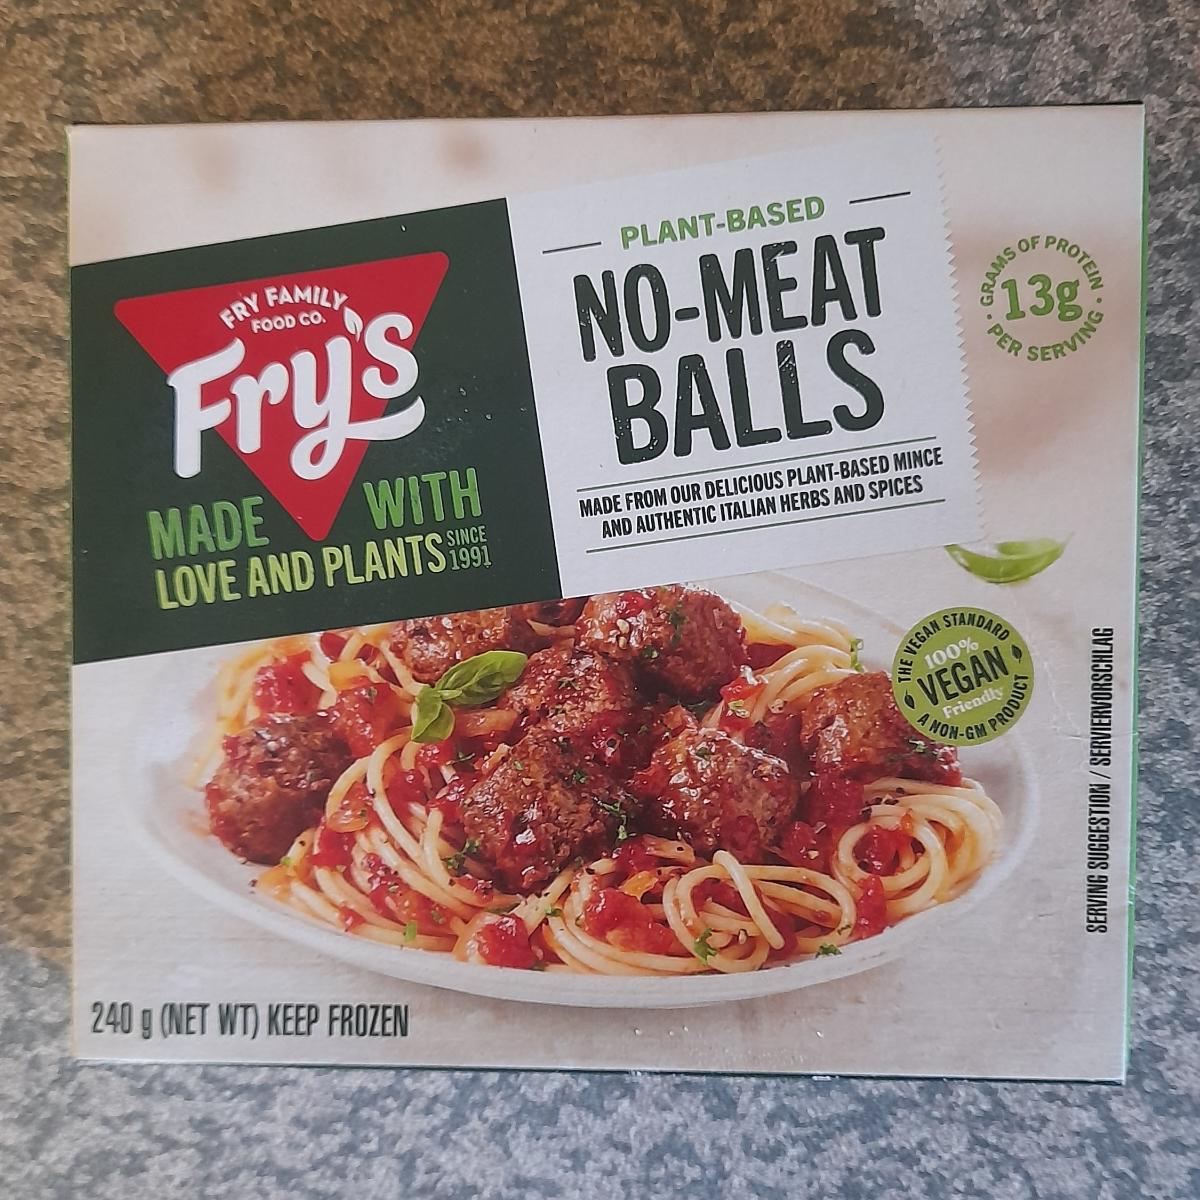 FRY FAMILY
FOOD CO.
Fry's
MADE WITH
LOVE AND PLANTS SINCE 1991
PLANT-BASED
NO-MEAT
BALLS
MADE FROM OUR DELICIOUS PLANT-BASED MINCE
AND AUTHENTIC ITALIAN HERBS AND SPICES
GRAMS OF PROTEIN
13g
PER SERVING
THE VEGAN STANDARD
100%
VEGAN
Friendly
A NON-GM PRODUCT
SERVING SUGGESTION / SERVIERVORSCHLAG
240 g (NET WT) KEEP FROZEN